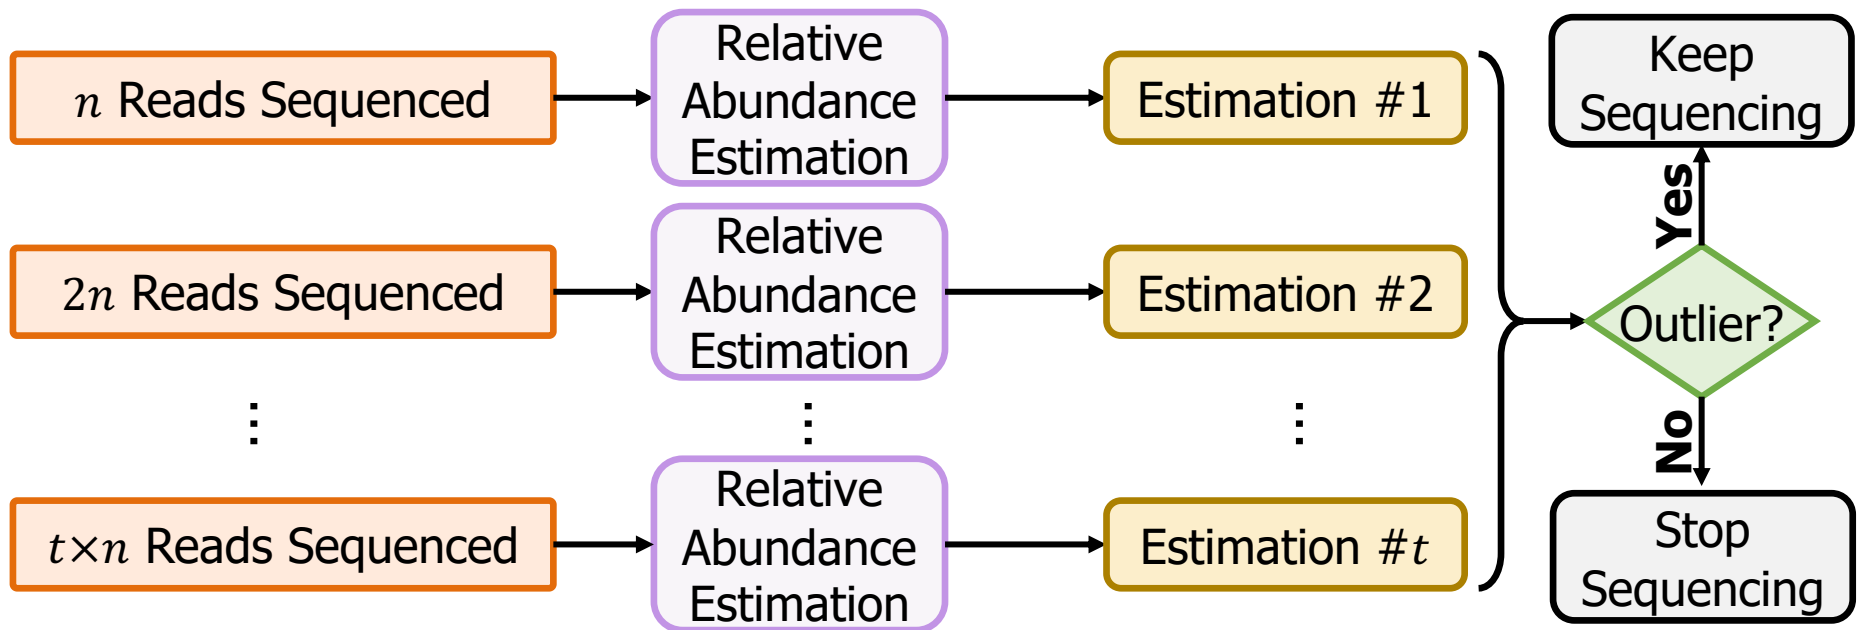 n Reads Sequenced
Relative
Abundance
Estimation
Estimation #1
2n Reads Sequenced
Relative
Abundance
Estimation
Estimation #2
⋮ ⋮ ⋮
t×n Reads Sequenced
Relative
Abundance
Estimation
Estimation #t
Keep
Sequencing
Yes
Outlier?
No
Stop
Sequencing